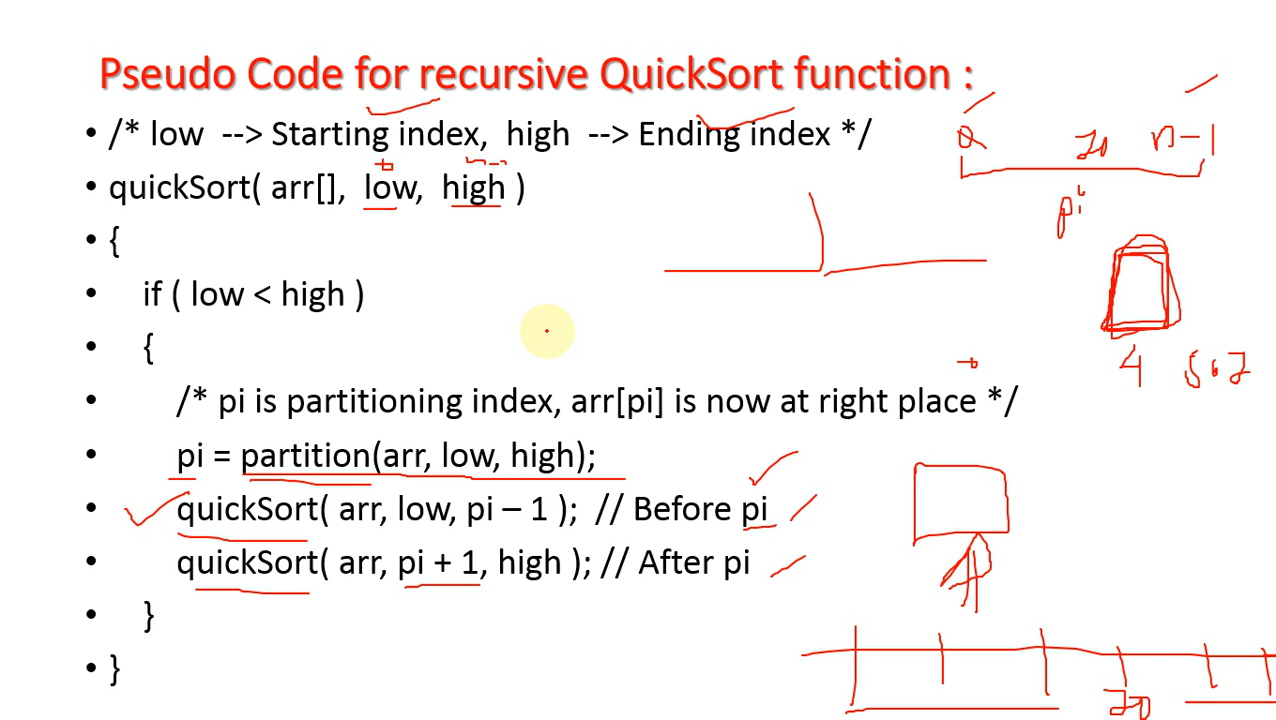 Pseudo Code for recursive QuickSort function :
• /* low --> Starting index, high --> Ending index */
• quickSort( arr[], low, high )
• {
• if ( low < high )
• {
• /* pi is partitioning index, arr[pi] is now at right place */
• pi = partition(arr, low, high);
• quickSort( arr, low, pi – 1 ); // Before pi
• quickSort( arr, pi + 1, high ); // After pi
• }
• }
20 n-1
pi
4
20